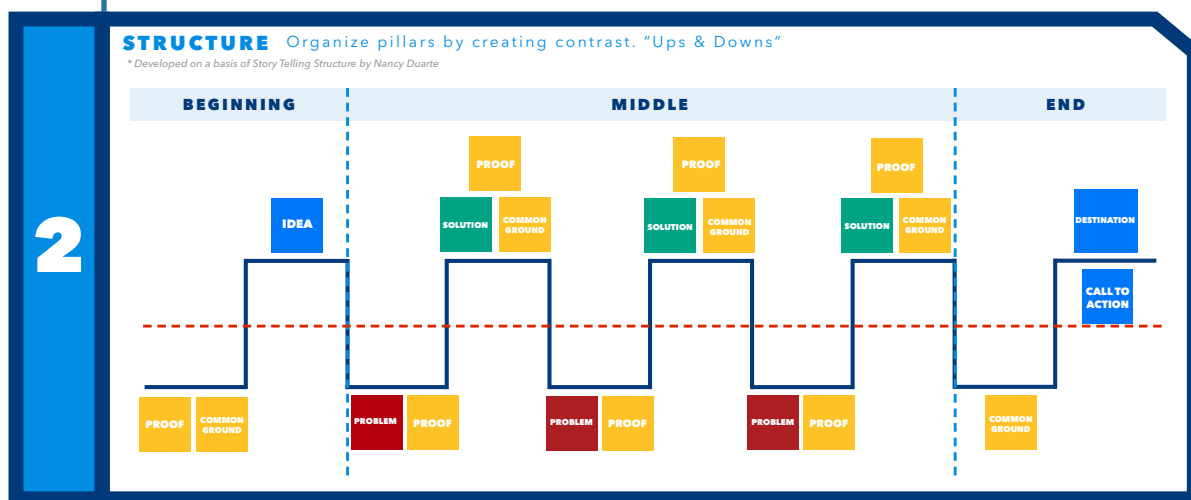 STRUCTURE Organize pillars by creating contrast. "Ups & Downs"
* Developed on a basis of Story Telling Structure by Nancy Duarte
BEGINNING MIDDLE END
2
PROOF PROOF PROOF
IDEA
SOLUTION
COMMON
GROUND
SOLUTION
COMMON
GROUND
SOLUTION
COMMON
GROUND
DESTINATION
CALL TO
ACTION
PROOF
COMMON
GROUND
PROBLEM
PROOF
PROBLEM
PROOF
PROBLEM
PROOF
COMMON
GROUND